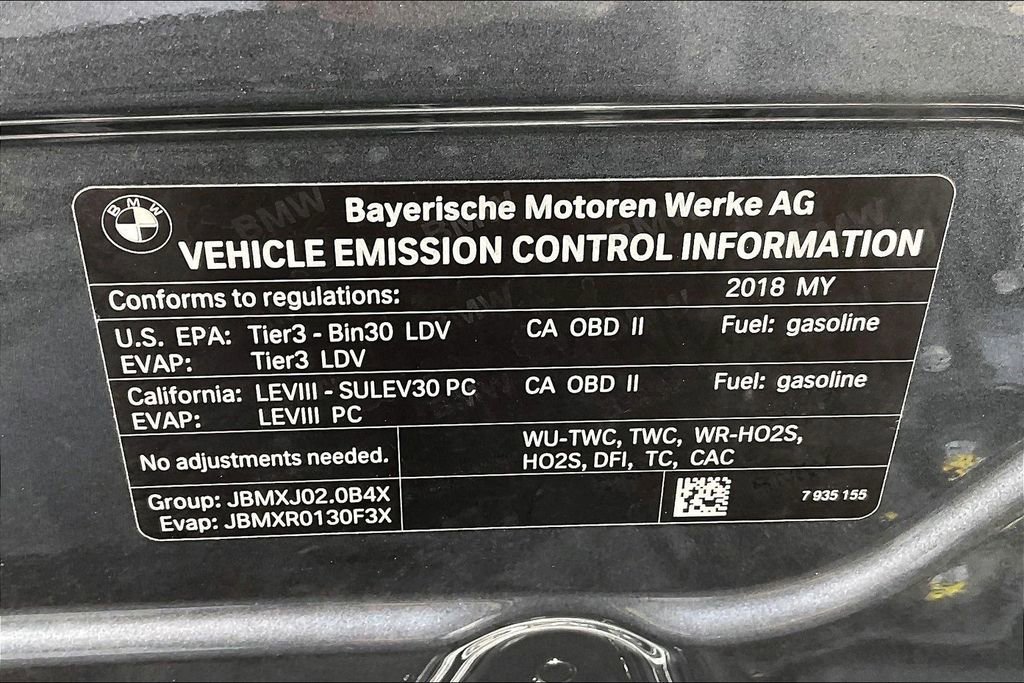 BMW
Bayerische Motoren Werke AG
VEHICLE EMISSION CONTROL INFORMATION
Conforms to regulations: 2018 MY
U.S. EPA: Tier3 - Bin30 LDV CA OBD II Fuel: gasoline
EVAP: Tier3 LDV
California: LEVIII - SULEV30 PC CA OBD II Fuel: gasoline
EVAP: LEVIII PC
No adjustments needed.
WU-TWC, TWC, WR-HO2S,
HO2S, DFI, TC, CAC
Group: JBMXJ02.0B4X
Evap: JBMXR0130F3X
7 935 155